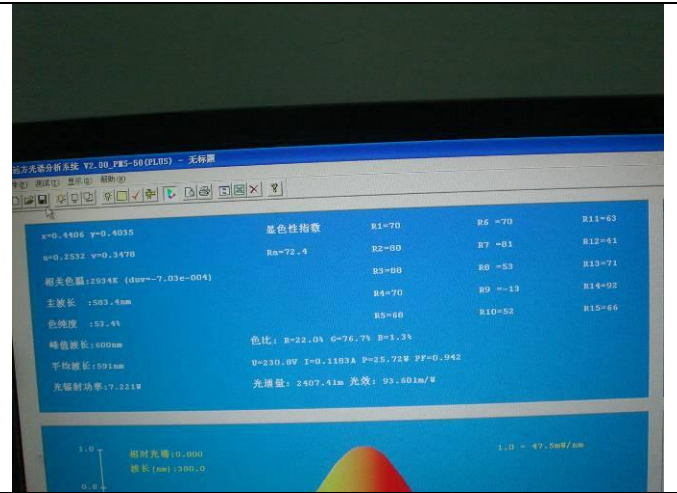 远方光谱分析系统 V2.00_PMS-50(PLUS) - 无标题
测试(T) 显示(D) 帮助(H)
x=0.4406 y=0.4035
u=0.2532 v=0.3478
相关色温:2934K (duv=-7.03e-004)
主波长 :583.4nm
色纯度 :53.4%
峰值波长:600nm
平均波长:591nm
光辐射功率:7.221W
显色性指数 R1=70 R6 =70 R11=63
Ra=72.4 R2=80 R7 =81 R12=41
R3=88 R8 =53 R13=71
R4=70 R9 =-13 R14=92
R5=68 R10=52 R15=66
色比: R=22.0% G=76.7% B=1.3%
U=230.8V I=0.1183A P=25.72W PF=0.942
光通量: 2407.4lm 光效: 93.60lm/W
1.0
相对光谱:0.000
波长(nm):380.0
1.0 = 47.5mW/nm
0.8